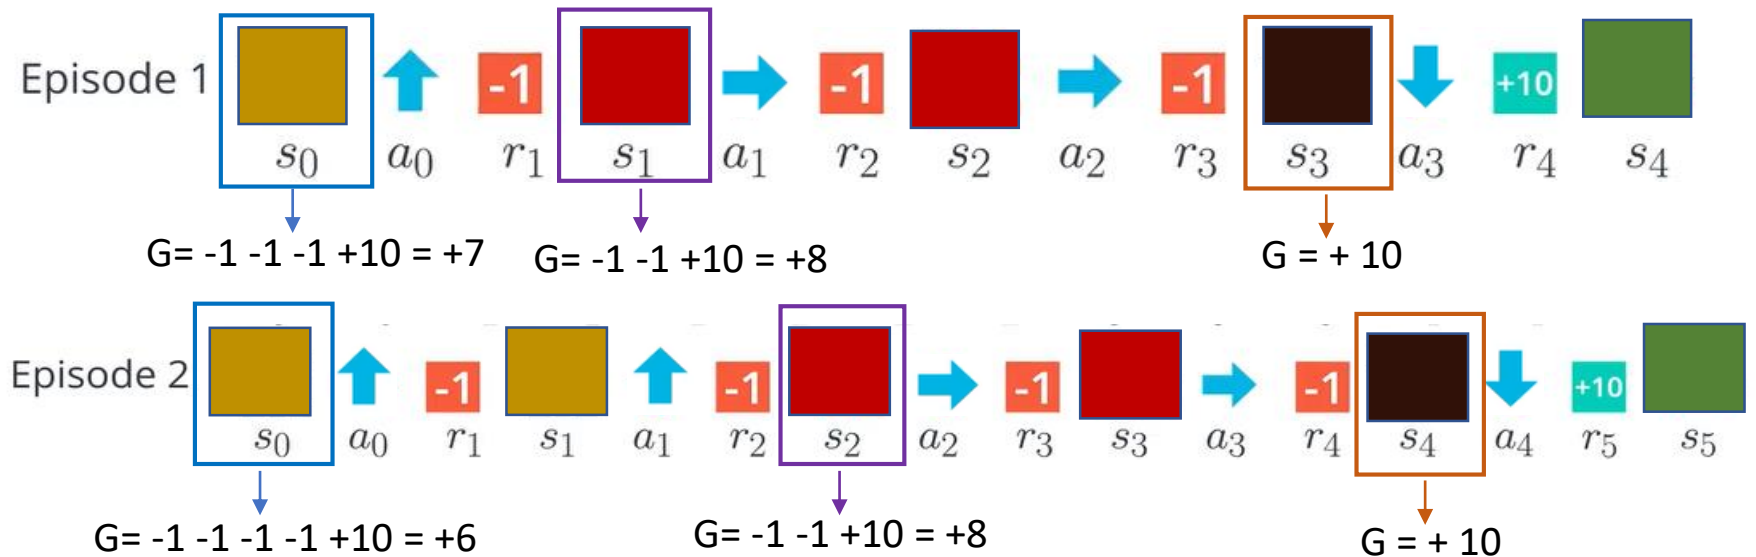 Episode 1 -1 -1 -1 +10
s₀ a₀ r₁ s₁ a₁ r₂ s₂ a₂ r₃ s₃ a₃ r₄ s₄
G= -1 -1 -1 +10 = +7 G= -1 -1 +10 = +8 G = + 10
Episode 2 -1 -1 -1 -1 +10
s₀ a₀ r₁ s₁ a₁ r₂ s₂ a₂ r₃ s₃ a₃ r₄ s₄ a₄ r₅ s₅
G= -1 -1 -1 -1 +10 = +6 G= -1 -1 +10 = +8 G = + 10